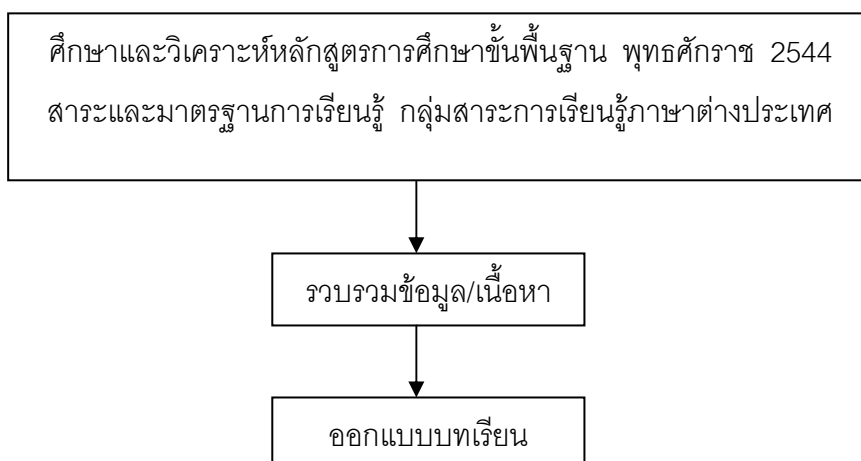 ศึกษาและวิเคราะห์หลักสูตรการศึกษาขั้นพื้นฐาน พุทธศักราช 2544
สาระและมาตรฐานการเรียนรู้ กลุ่มสาระการเรียนรู้ภาษาต่างประเทศ
รวบรวมข้อมูล/เนื้อหา
ออกแบบบทเรียน